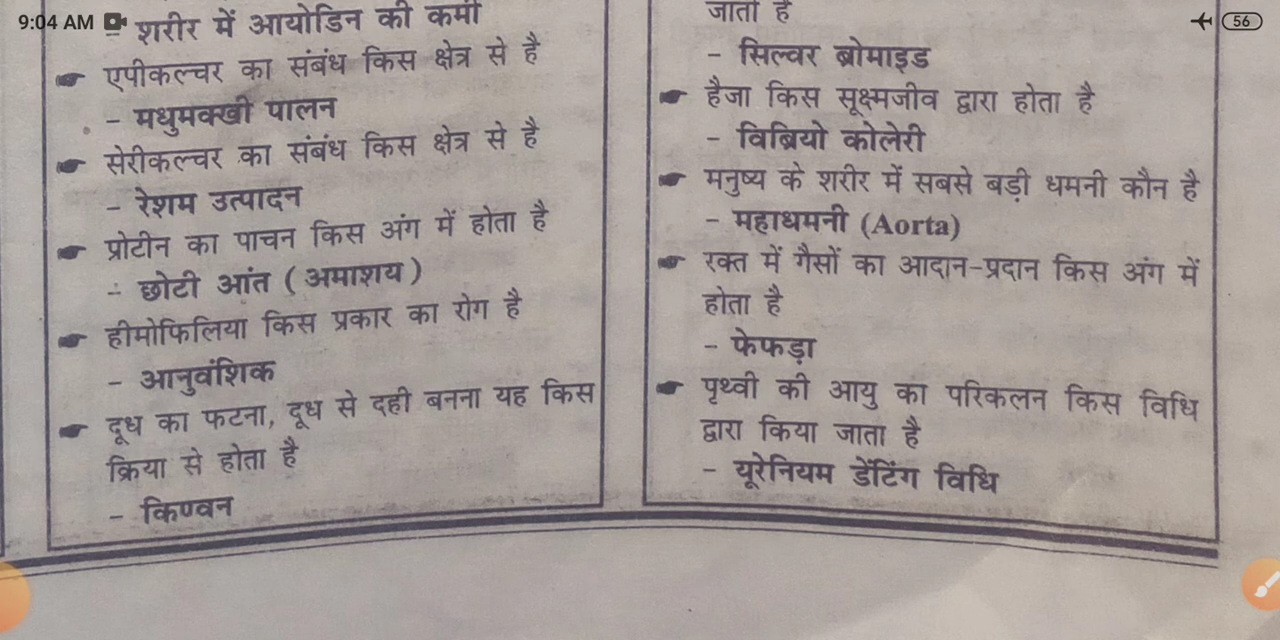 9:04 AM
56
- शरीर में आयोडिन की कमी
एपीकल्चर का संबंध किस क्षेत्र से है
- मधुमक्खी पालन
सेरीकल्चर का संबंध किस क्षेत्र से है
- रेशम उत्पादन
प्रोटीन का पाचन किस अंग में होता है
- छोटी आंत ( अमाशय )
हीमोफिलिया किस प्रकार का रोग है
- आनुवंशिक
दूध का फटना, दूध से दही बनना यह किस
क्रिया से होता है
- किण्वन
जाता है
- सिल्वर ब्रोमाइड
हैजा किस सूक्ष्मजीव द्वारा होता है
- विब्रियो कोलेरी
मनुष्य के शरीर में सबसे बड़ी धमनी कौन है
- महाधमनी (Aorta)
रक्त में गैसों का आदान-प्रदान किस अंग में
होता है
- फेफड़ा
पृथ्वी की आयु का परिकलन किस विधि
द्वारा किया जाता है
- यूरेनियम डेंटिंग विधि